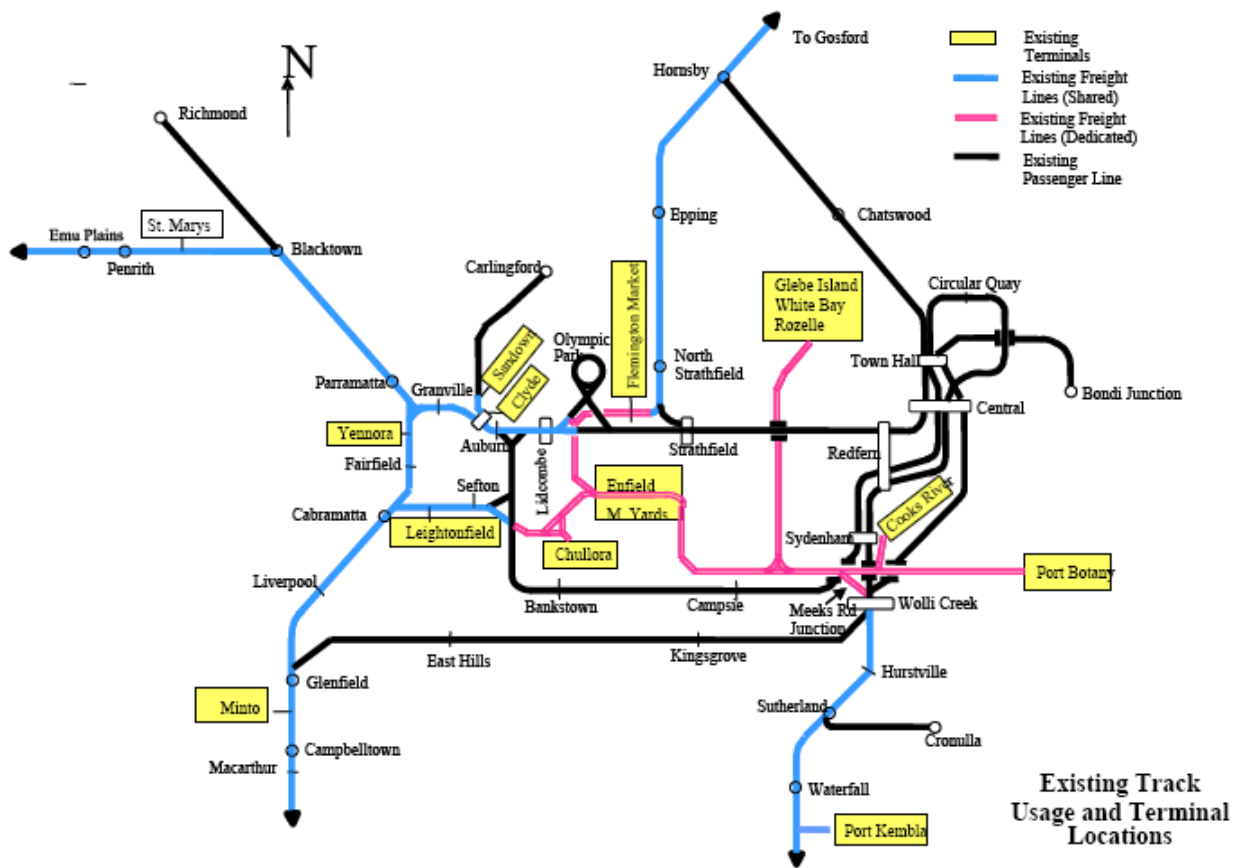 To Gosford
Existing
Terminals
Hornsby
Existing Freight
Lines (Shared)
N
Existing Freight
Lines (Dedicated)
Richmond
Existing
Passenger Line
St. Marys
Epping
Chatswood
Emu Plains
Penrith
Blacktown
Carlingford
Flemington Market
Glebe Island
White Bay
Rozelle
Circular Quay
Sandown
Olympic
Park
North
Strathfield
Town Hall
Parramatta
Granville
Clyde
Bondi Junction
Central
Yennora
Auburn
Lidcombe
Strathfield
Redfern
Fairfield
Sefton
Enfield
M. Yards
Cooks River
Cabramatta
Leightonfield
Chullora
Sydenham
Port Botany
Liverpool
Bankstown
Campsie
Meeks Rd
Junction
Wolli Creek
East Hills
Kingsgrove
Hurstville
Glenfield
Minto
Sutherland
Cronulla
Campbelltown
Macarthur
Waterfall
Port Kembla
Existing Track
Usage and Terminal
Locations